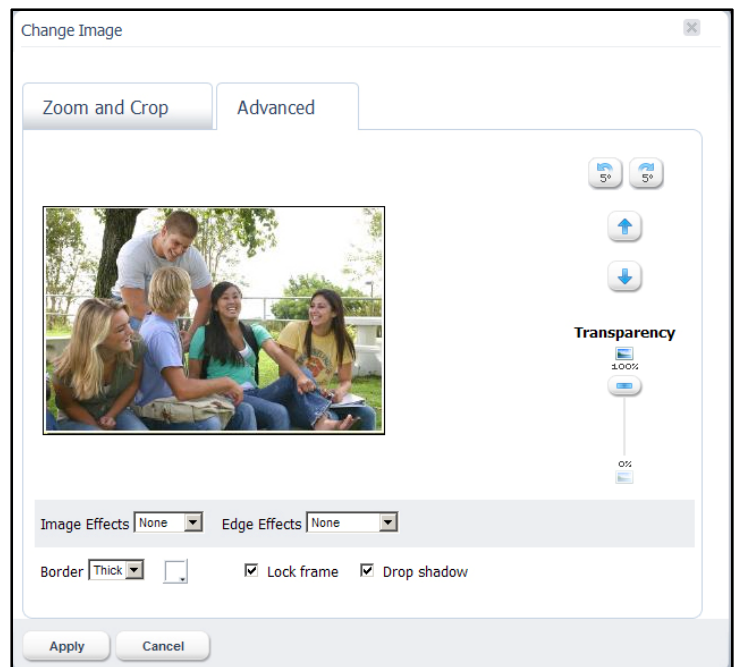 Change Image
Zoom and Crop
Advanced
5°
5°
Transparency
100%
0%
Image Effects None
Edge Effects None
Border Thick
Lock frame
Drop shadow
Apply
Cancel